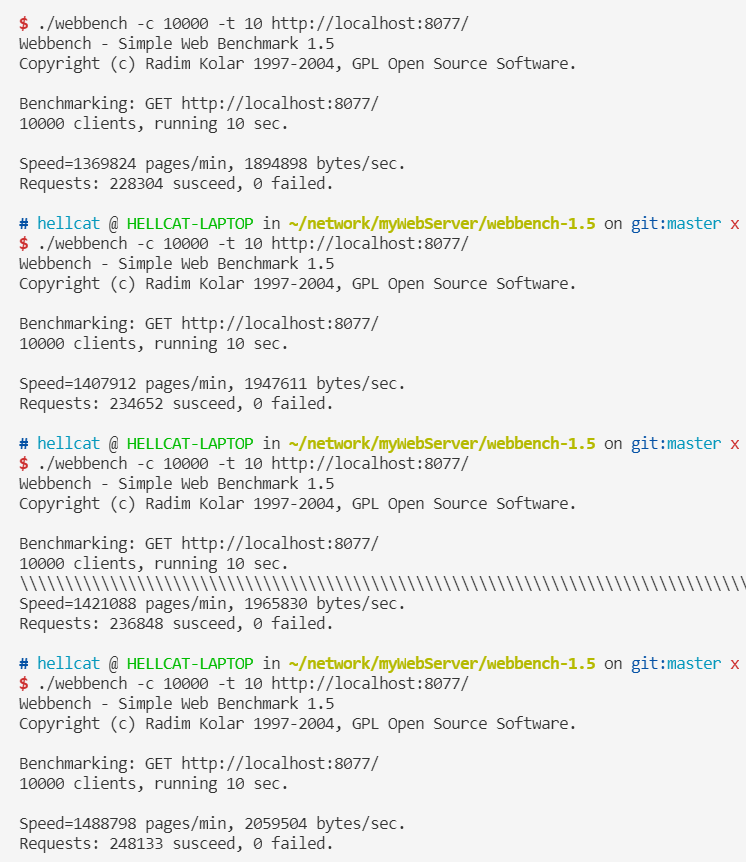 $ ./webbench -c 10000 -t 10 http://localhost:8077/
Webbench - Simple Web Benchmark 1.5
Copyright (c) Radim Kolar 1997-2004, GPL Open Source Software.
Benchmarking: GET http://localhost:8077/
10000 clients, running 10 sec.
Speed=1369824 pages/min, 1894898 bytes/sec.
Requests: 228304 susceed, 0 failed.
# hellcat @ HELLCAT-LAPTOP in ~/network/myWebServer/webbench-1.5 on git:master x
$ ./webbench -c 10000 -t 10 http://localhost:8077/
Webbench - Simple Web Benchmark 1.5
Copyright (c) Radim Kolar 1997-2004, GPL Open Source Software.
Benchmarking: GET http://localhost:8077/
10000 clients, running 10 sec.
Speed=1407912 pages/min, 1947611 bytes/sec.
Requests: 234652 susceed, 0 failed.
# hellcat @ HELLCAT-LAPTOP in ~/network/myWebServer/webbench-1.5 on git:master x
$ ./webbench -c 10000 -t 10 http://localhost:8077/
Webbench - Simple Web Benchmark 1.5
Copyright (c) Radim Kolar 1997-2004, GPL Open Source Software.
Benchmarking: GET http://localhost:8077/
10000 clients, running 10 sec.
\\\\\\\\\\\\\\\\\\\\\\\\\\\\\\\\\\\\\\\\\\\\\\\\\\\\\\\\\\\\\\\\\\\\\\\\\\\\\\\\\
Speed=1421088 pages/min, 1965830 bytes/sec.
Requests: 236848 susceed, 0 failed.
# hellcat @ HELLCAT-LAPTOP in ~/network/myWebServer/webbench-1.5 on git:master x
$ ./webbench -c 10000 -t 10 http://localhost:8077/
Webbench - Simple Web Benchmark 1.5
Copyright (c) Radim Kolar 1997-2004, GPL Open Source Software.
Benchmarking: GET http://localhost:8077/
10000 clients, running 10 sec.
Speed=1488798 pages/min, 2059504 bytes/sec.
Requests: 248133 susceed, 0 failed.